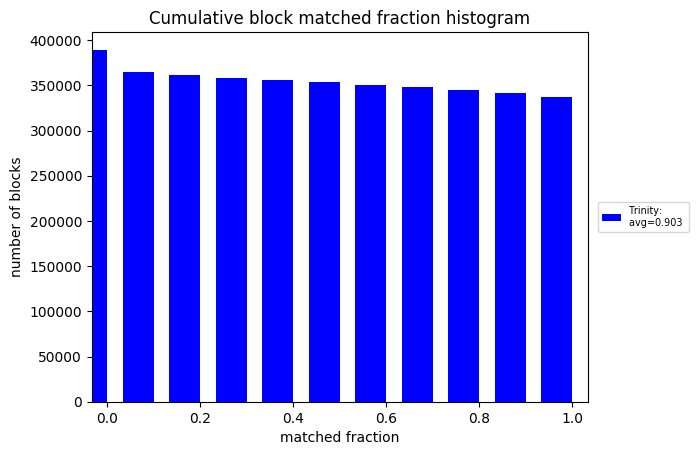 Cumulative block matched fraction histogram
400000
350000
300000
250000
200000
150000
100000
50000
0
number of blocks
0.0 0.2 0.4 0.6 0.8 1.0
matched fraction
Trinity:
avg=0.903